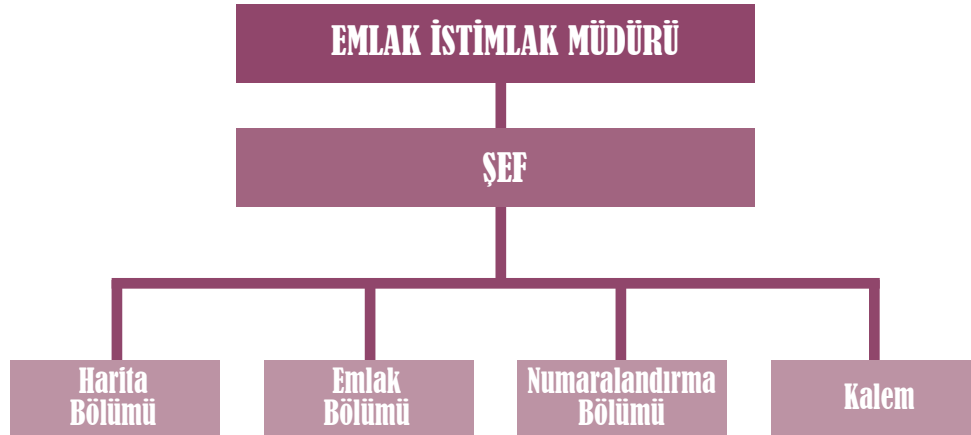 EMLAK İSTİMLAK MÜDÜRÜ
ŞEF
Harita
Bölümü
Emlak
Bölümü
Numaralandırma
Bölümü
Kalem